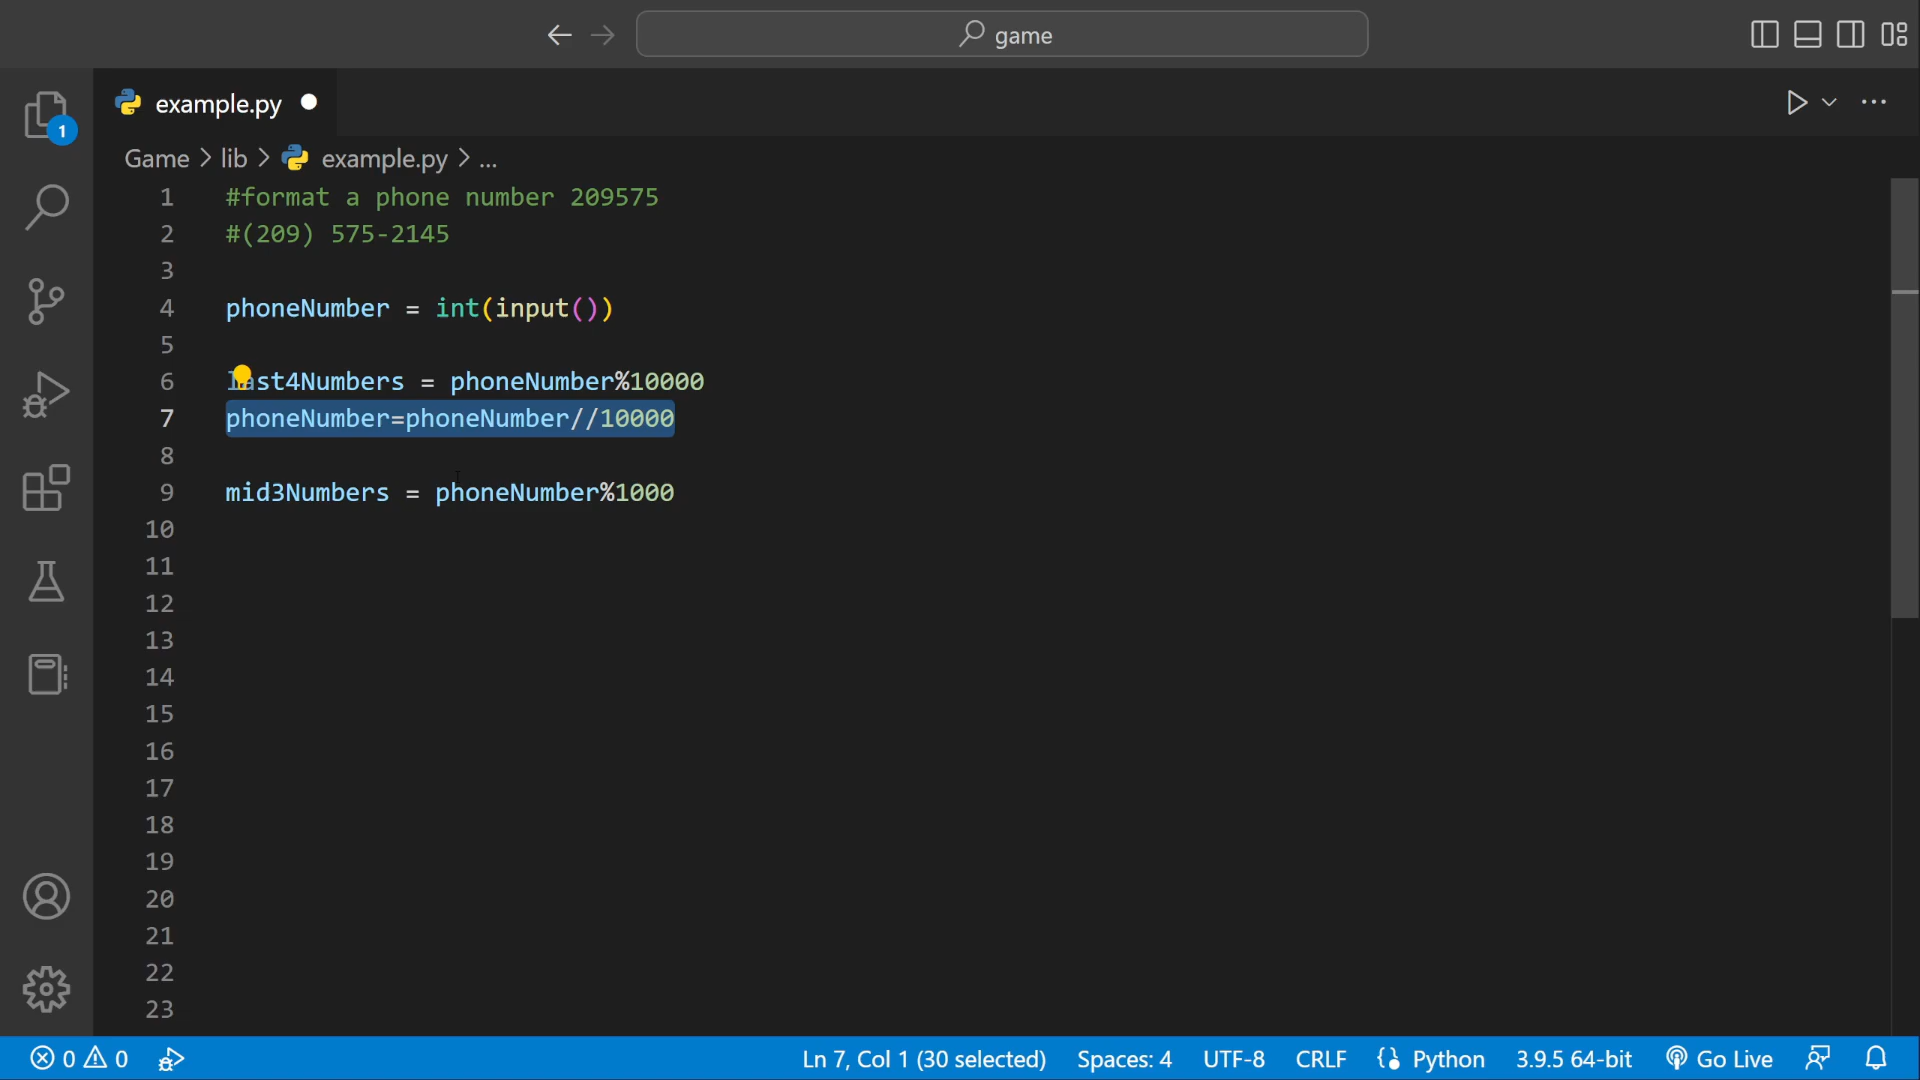 game
example.py
1
Game > lib > example.py > ...
1 #format a phone number 209575
2 #(209) 575-2145
3
4 phoneNumber = int(input())
5
6 last4Numbers = phoneNumber%10000
7 phoneNumber=phoneNumber//10000
8
9 mid3Numbers = phoneNumber%1000
10
11
12
13
14
15
16
17
18
19
20
21
22
23
0 0 Ln 7, Col 1 (30 selected) Spaces: 4 UTF-8 CRLF Python 3.9.5 64-bit Go Live